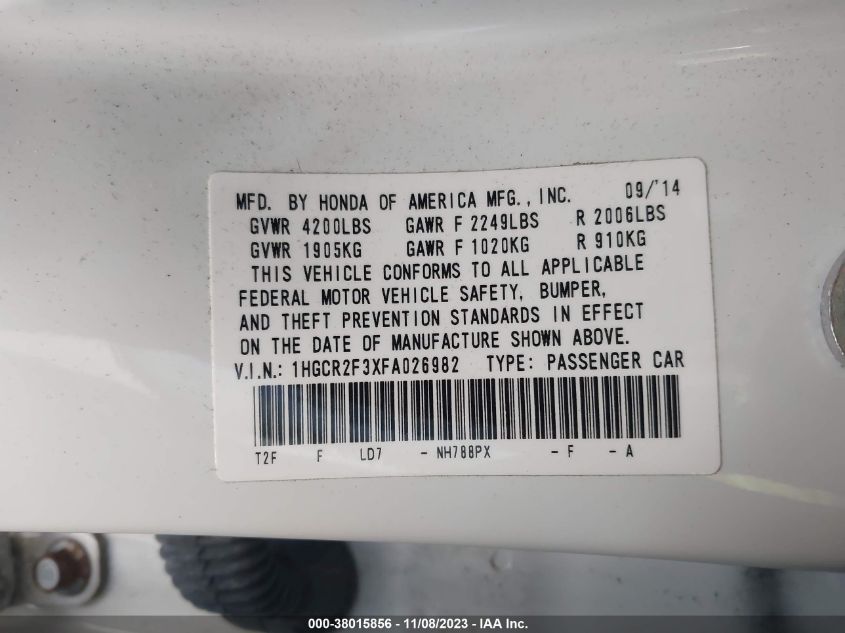 MFD. BY HONDA OF AMERICA MFG., INC. 09/'14
GVWR 4200LBS GAWR F 2249LBS R 2006LBS
GVWR 1905KG GAWR F 1020KG R 910KG
THIS VEHICLE CONFORMS TO ALL APPLICABLE
FEDERAL MOTOR VEHICLE SAFETY, BUMPER,
AND THEFT PREVENTION STANDARDS IN EFFECT
ON THE DATE OF MANUFACTURE SHOWN ABOVE.
V.I.N.: 1HGCR2F3XFA026982 TYPE: PASSENGER CAR
T2F F LD7 - NH788PX - F - A
000-38015856 - 11/08/2023 - IAA Inc.